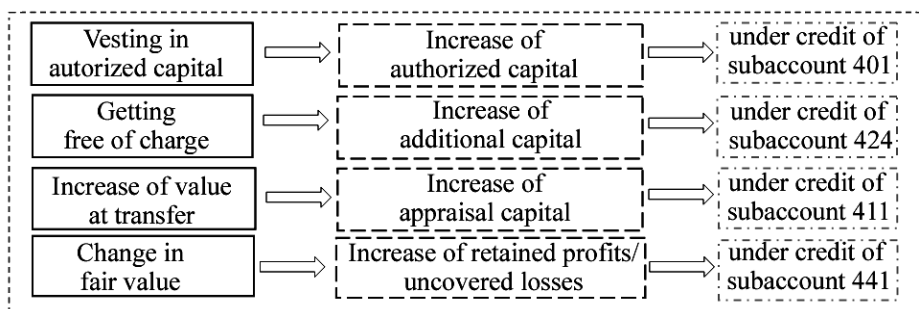 Vesting in
autorized capital
Increase of
authorized capital
under credit of
subaccount 401
Getting
free of charge
Increase of
additional capital
under credit of
subaccount 424
Increase of value
at transfer
Increase of
appraisal capital
under credit of
subaccount 411
Change in
fair value
Increase of retained profits/
uncovered losses
under credit of
subaccount 441